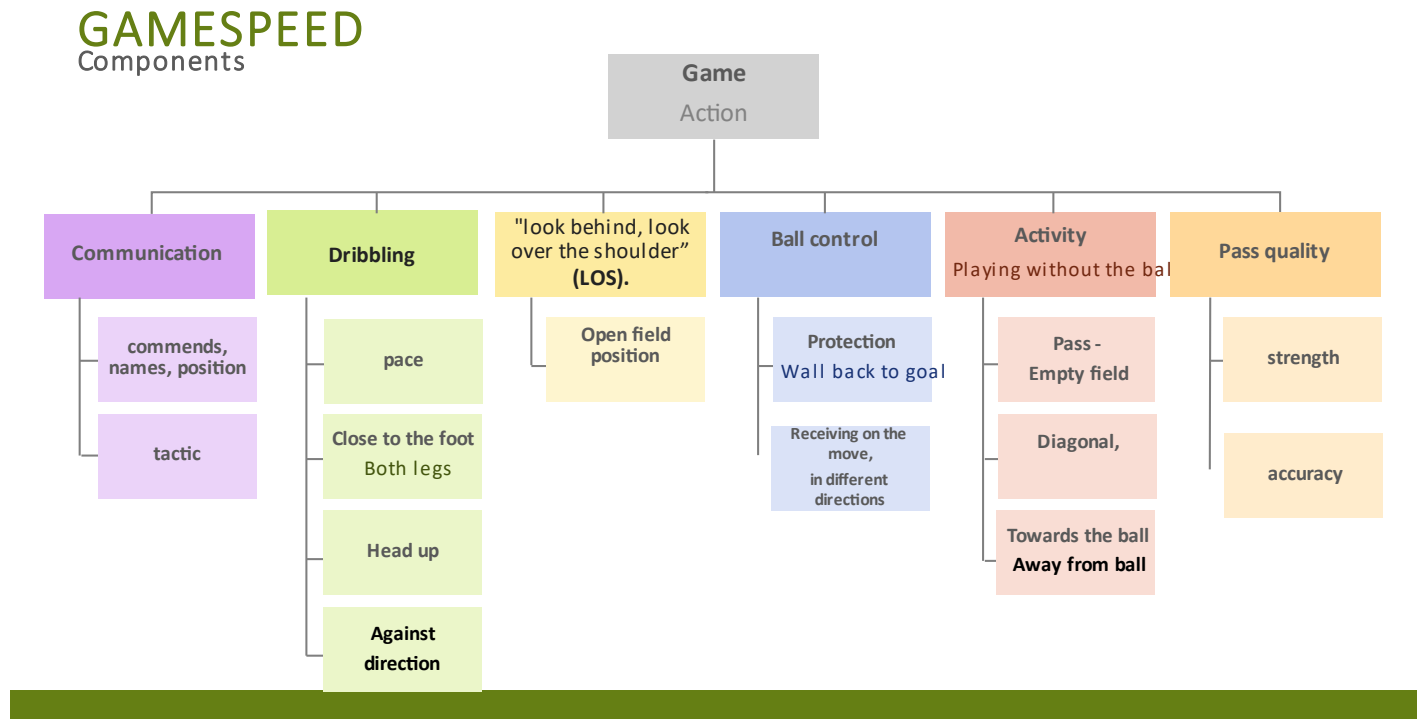 GAMESPEED
Components
Game
Action
Communication
commends,
names, position
tactic
Dribbling
pace
Close to the foot
Both legs
Head up
Against
direction
"look behind, look
over the shoulder”
(LOS).
Open field
position
Ball control
Protection
Wall back to goal
Receiving on the
move,
in different
directions
Activity
Playing without the bal
Pass -
Empty field
Diagonal,
Towards the ball
Away from ball
Pass quality
strength
accuracy